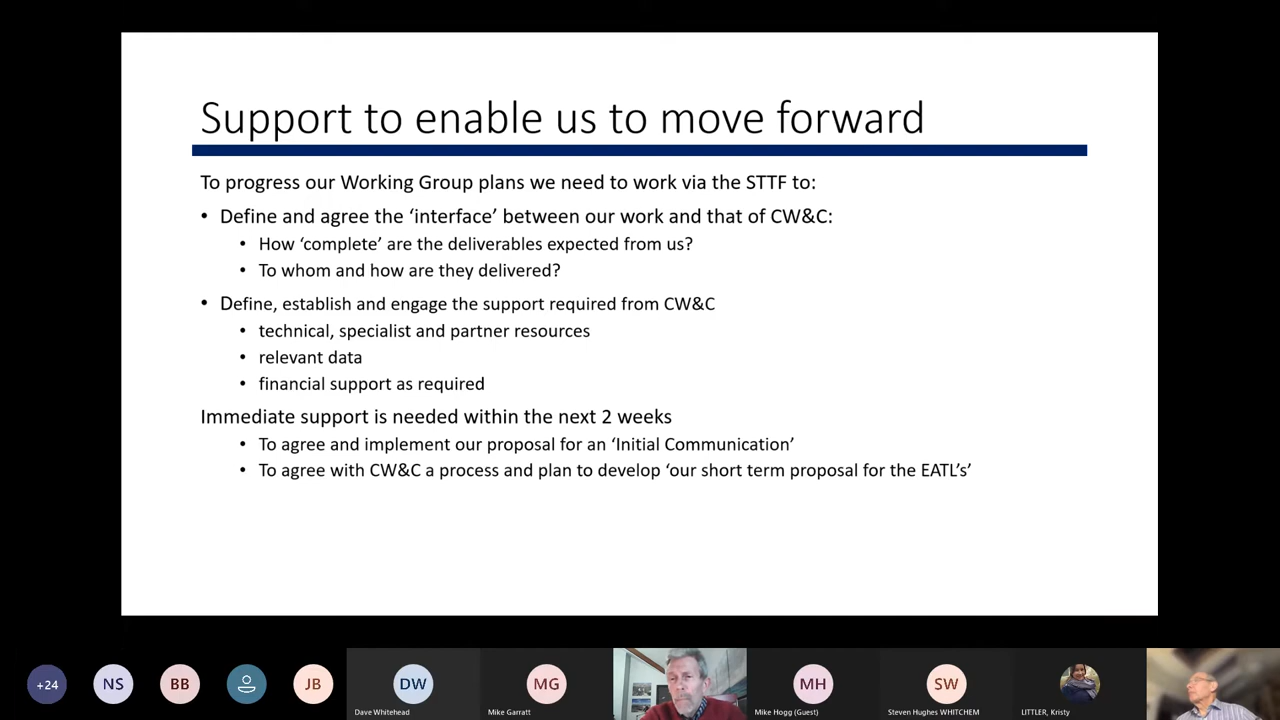 Support to enable us to move forward
To progress our Working Group plans we need to work via the STTF to:
• Define and agree the ‘interface’ between our work and that of CW&C:
• How ‘complete’ are the deliverables expected from us?
• To whom and how are they delivered?
• Define, establish and engage the support required from CW&C
• technical, specialist and partner resources
• relevant data
• financial support as required
Immediate support is needed within the next 2 weeks
• To agree and implement our proposal for an ‘Initial Communication’
• To agree with CW&C a process and plan to develop ‘our short term proposal for the EATL’s’
+24 NS BB JB DW MG MH SW
Dave Whitehead Mike Garratt Mike Hogg (Guest) Steven Hughes WHITCHEM LITTLER, Kristy